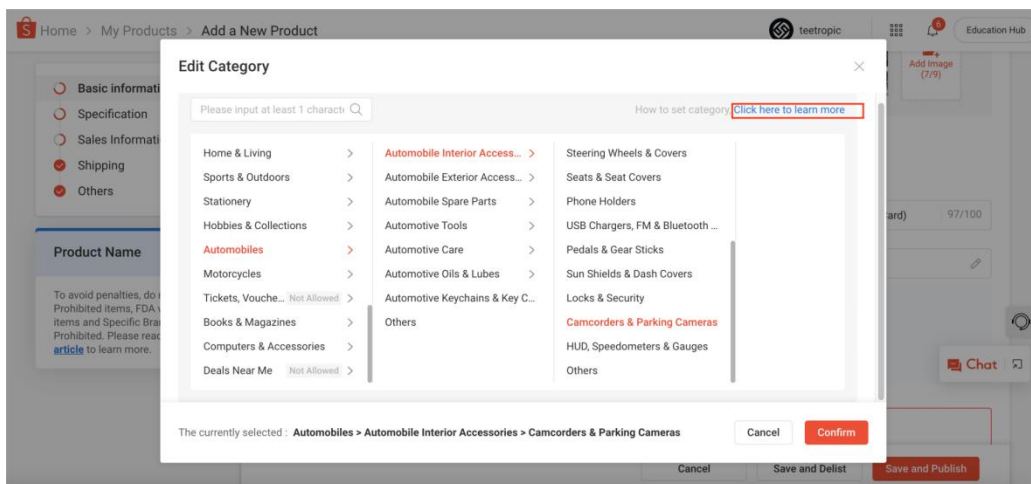 Home > My Products > Add a New Product
teetropic
6
Education Hub
Basic informati
Specification
Sales Informati
Shipping
Others
Product Name
To avoid penalties, do
Prohibited items, FDA
items and Specific Bra
Prohibited. Please read
article to learn more.
Add Image
(7/9)
ard) 97/100
Edit Category
Please input at least 1 characte
How to set category, Click here to learn more
Home & Living >
Sports & Outdoors >
Stationery >
Hobbies & Collections >
Automobiles >
Motorcycles >
Tickets, Vouche... Not Allowed >
Books & Magazines >
Computers & Accessories >
Deals Near Me Not Allowed >
Automobile Interior Access... >
Automobile Exterior Access... >
Automobile Spare Parts >
Automotive Tools >
Automotive Care >
Automotive Oils & Lubes >
Automotive Keychains & Key C...
Others
Steering Wheels & Covers
Seats & Seat Covers
Phone Holders
USB Chargers, FM & Bluetooth ...
Pedals & Gear Sticks
Sun Shields & Dash Covers
Locks & Security
Camcorders & Parking Cameras
HUD, Speedometers & Gauges
Others
The currently selected : Automobiles > Automobile Interior Accessories > Camcorders & Parking Cameras
Cancel
Confirm
Chat
Cancel
Save and Delist
Save and Publish